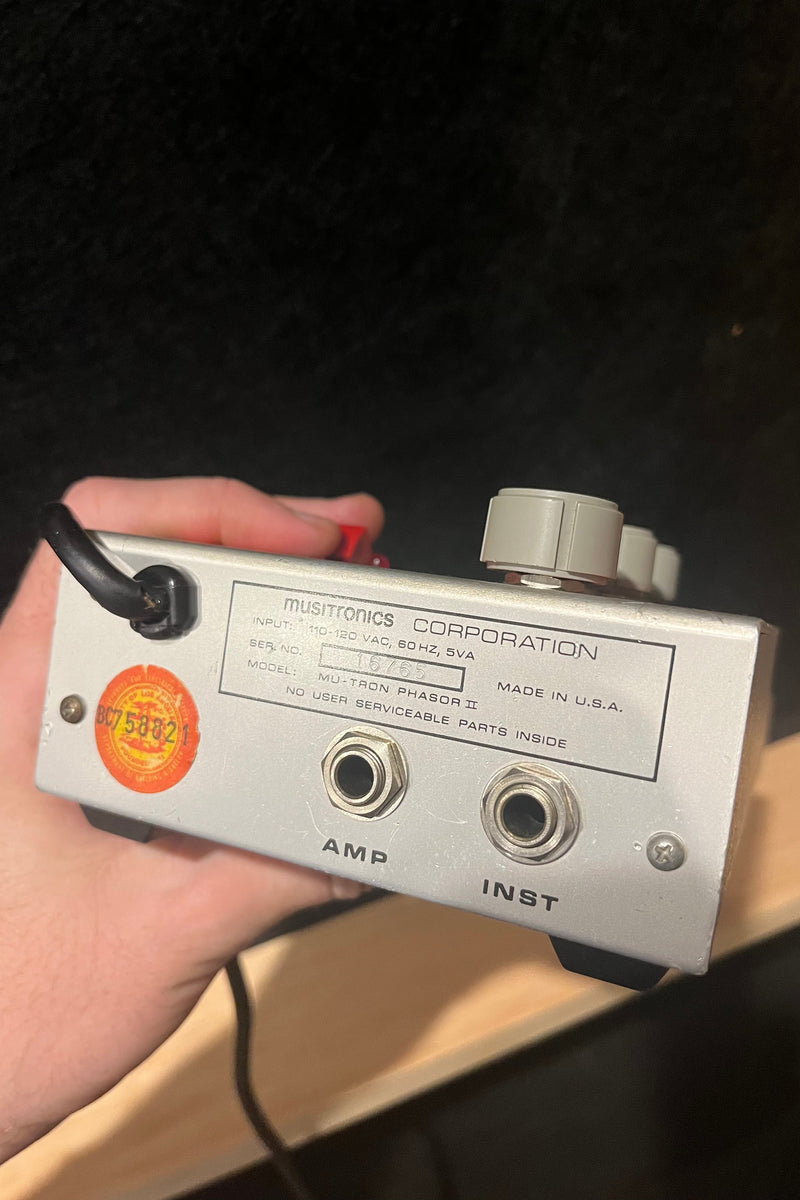 musitronics CORPORATION
INPUT: 110-120 VAC, 60 HZ, 5VA
SER. NO. 16765
MODEL: MU-TRON PHASOR II
MADE IN U.S.A.
NO USER SERVICEABLE PARTS INSIDE
BC758821
AMP
INST